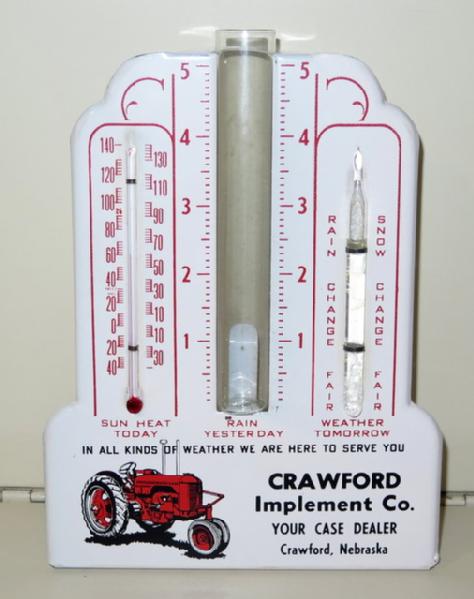 5 5
4 4
3 3
2 2
1 1
140 130
120 110
100 90
80 70
60 50
40 30
20 10
0 10
20 30
40
RAIN SNOW
CHANGE CHANGE
FAIR FAIR
SUN HEAT TODAY
RAIN YESTERDAY
WEATHER TOMORROW
IN ALL KINDS OF WEATHER WE ARE HERE TO SERVE YOU
CRAWFORD
Implement Co.
YOUR CASE DEALER
Crawford, Nebraska